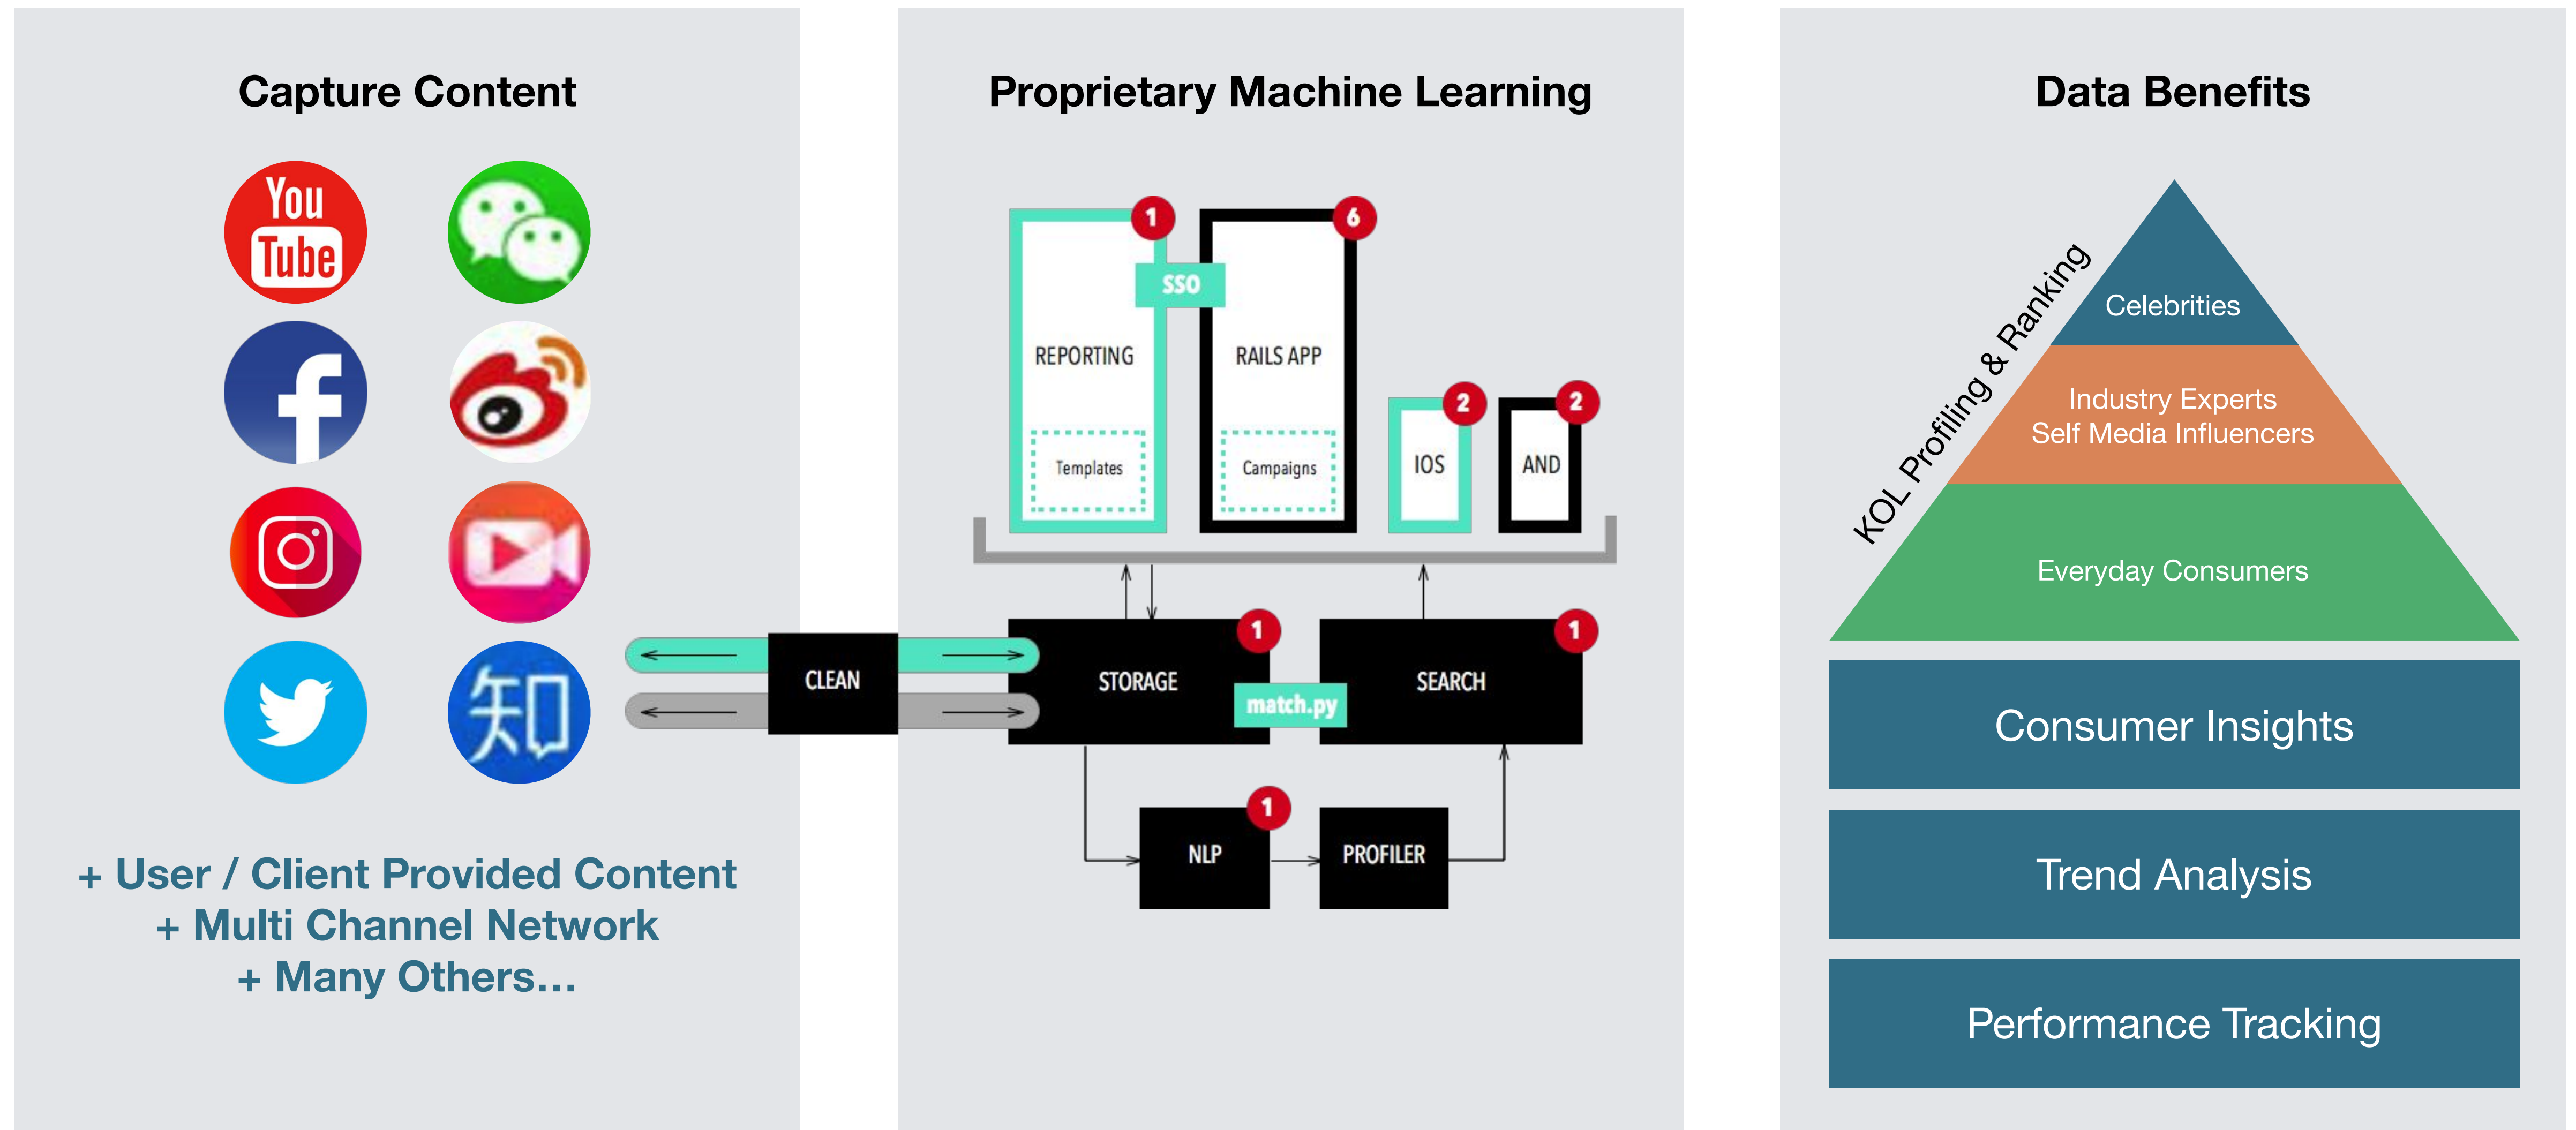 Capture Content
You
Tube
知
+ User / Client Provided Content
+ Multi Channel Network
+ Many Others...
CLEAN
Proprietary Machine Learning
1
6
SSO
REPORTING
RAILS APP
Templates
Campaigns
2
2
IOS
AND
1
1
STORAGE
SEARCH
match.py
1
NLP
PROFILER
Data Benefits
KOL Profiling & Ranking
Celebrities
Industry Experts
Self Media Influencers
Everyday Consumers
Consumer Insights
Trend Analysis
Performance Tracking